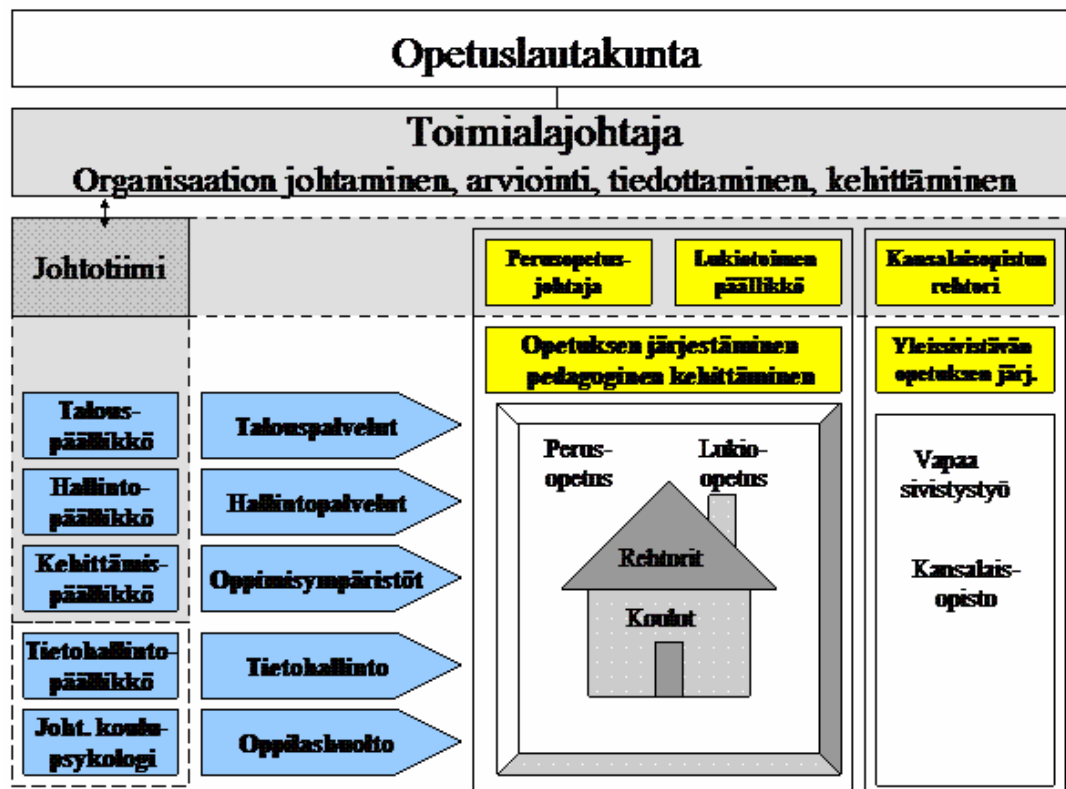 Opetuslautakunta
Toimialajohtaja
Organisaation johtaminen, arviointi, tiedottaminen, kehittäminen
Johtotiimi
Perusopetus-
johtaja
Lukiotoimen
päällikkö
Kansalaisopistun
rehtori
Opetuksen järjestäminen
pedagoginen kehittäminen
Yleissivistävän
opetuksen järj.
Talous-
päällikkö
Talouspalvelut
Hallinto-
päällikkö
Hallintopalvelut
Kehittämis-
päällikkö
Oppimisympäristöt
Tietohallinto-
päällikkö
Tietohallinto
Joht. koulu-
psykologi
Oppilashuolto
Perus-
opetus
Lukio-
opetus
Rehtorit
Koulut
Vapaa
sivistystyö
Kansalais-
opisto